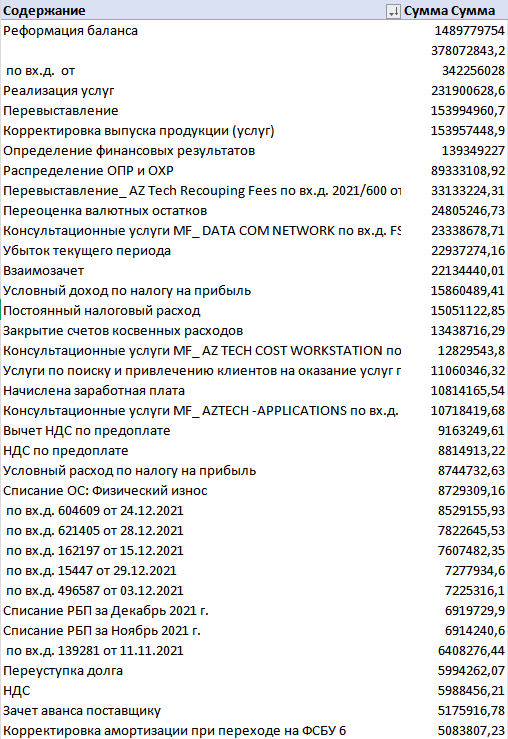 Содержание Сумма Сумма
Реформация баланса 1489779754
378072843,2
по вх.д. от 342256028
Реализация услуг 231900628,6
Перевыставление 153994960,7
Корректировка выпуска продукции (услуг) 153957448,9
Определение финансовых результатов 139349227
Распределение ОПР и ОХР 89333108,92
Перевыставление_ AZ Tech Recouping Fees по вх.д. 2021/600 от 33133224,31
Переоценка валютных остатков 24805246,73
Консультационные услуги MF_ DATA COM NETWORK по вх.д. FS 23338678,71
Убыток текущего периода 22937274,16
Взаимозачет 22134440,01
Условный доход по налогу на прибыль 15860489,41
Постоянный налоговый расход 15051122,85
Закрытие счетов косвенных расходов 13438716,29
Консультационные услуги MF_ AZ TECH COST WORKSTATION по 12829543,8
Услуги по поиску и привлечению клиентов на оказание услуг г 11060346,32
Начислена заработная плата 10814165,54
Консультационные услуги MF_ AZTECH -APPLICATIONS по вх.д. 10718419,68
Вычет НДС по предоплате 9163249,61
НДС по предоплате 8814913,22
Условный расход по налогу на прибыль 8744732,63
Списание ОС: Физический износ 8729309,16
по вх.д. 604609 от 24.12.2021 8529155,93
по вх.д. 621405 от 28.12.2021 7822645,53
по вх.д. 162197 от 15.12.2021 7607482,35
по вх.д. 15447 от 29.12.2021 7277934,6
по вх.д. 496587 от 03.12.2021 7225316,1
Списание РБП за Декабрь 2021 г. 6919729,9
Списание РБП за Ноябрь 2021 г. 6914240,6
по вх.д. 139281 от 11.11.2021 6408276,44
Переуступка долга 5994262,07
НДС 5988456,21
Зачет аванса поставщику 5175916,78
Корректировка амортизации при переходе на ФСБУ 6 5083807,23